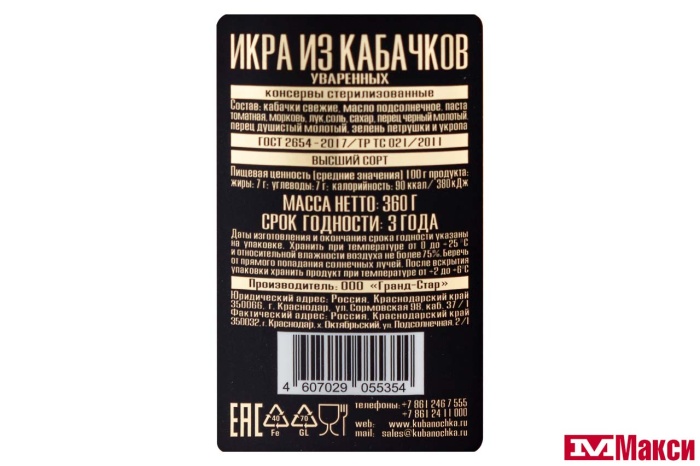 ИКРА ИЗ КАБАЧКОВ
УВАРЕННЫХ
КОНСЕРВЫ СТЕРИЛИЗОВАННЫЕ
Состав: кабачки свежие, масло подсолнечное, паста
томатная, морковь, лук, соль, сахар, перец черный молотый,
перец душистый молотый, зелень петрушки и укропа
ГОСТ 2654-2017/ТР ТС 021/2011
ВЫСШИЙ СОРТ
Пищевая ценность (средние значения) 100 г продукта:
жиры: 7 г; углеводы: 7 г; калорийность: 90 ккал/ 380 кДж
МАССА НЕТТО: 360 Г
СРОК ГОДНОСТИ: 3 ГОДА
Даты изготовления и окончания срока годности указаны
на упаковке. Хранить при температуре от 0 до +25 °С
и относительной влажности воздуха не более 75%. Беречь
от прямого попадания солнечных лучей. После вскрытия
упаковки хранить продукт при температуре от +2 до +6°С
Производитель: ООО «Гранд-Стар»
Юридический адрес: Россия, Краснодарский край
350066, г. Краснодар, ул. Сормовская 98 каб. 37/1
Фактический адрес: Россия, Краснодарский край
350032, г. Краснодар, х. Октябрьский, ул. Подсолнечная, 2/1
4 607029 055354
EAC 40 Fe 70 GL
телефоны: +7 861 246 7 555
+7 861 24 11 000
web: www.kubanochka.ru
mail: sales@kubanochka.ru
М Макси